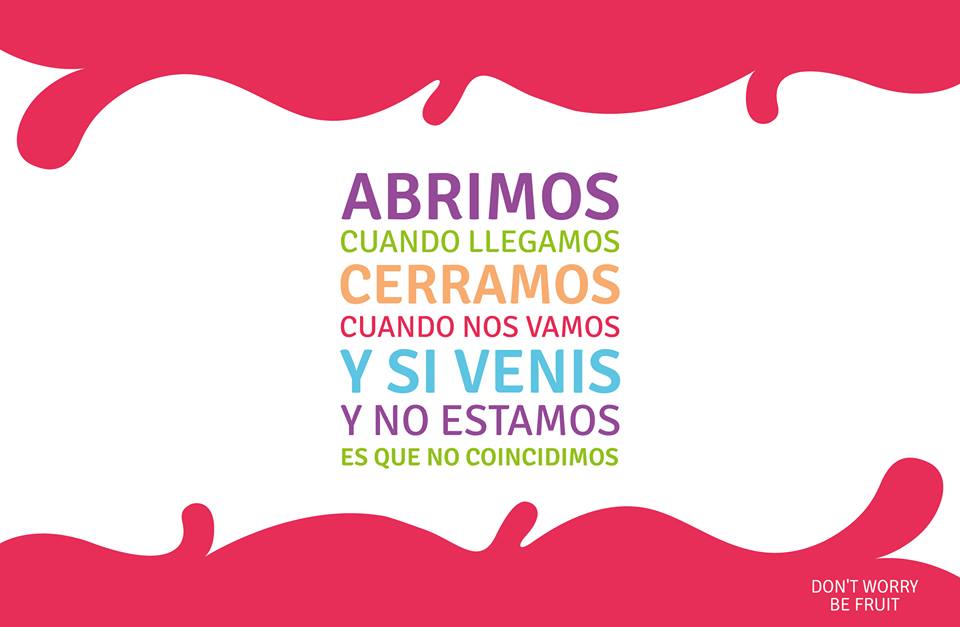 ABRIMOS
CUANDO LLEGAMOS
CERRAMOS
CUANDO NOS VAMOS
Y SI VENIS
Y NO ESTAMOS
ES QUE NO COINCIDIMOS
DON'T WORRY
BE FRUIT